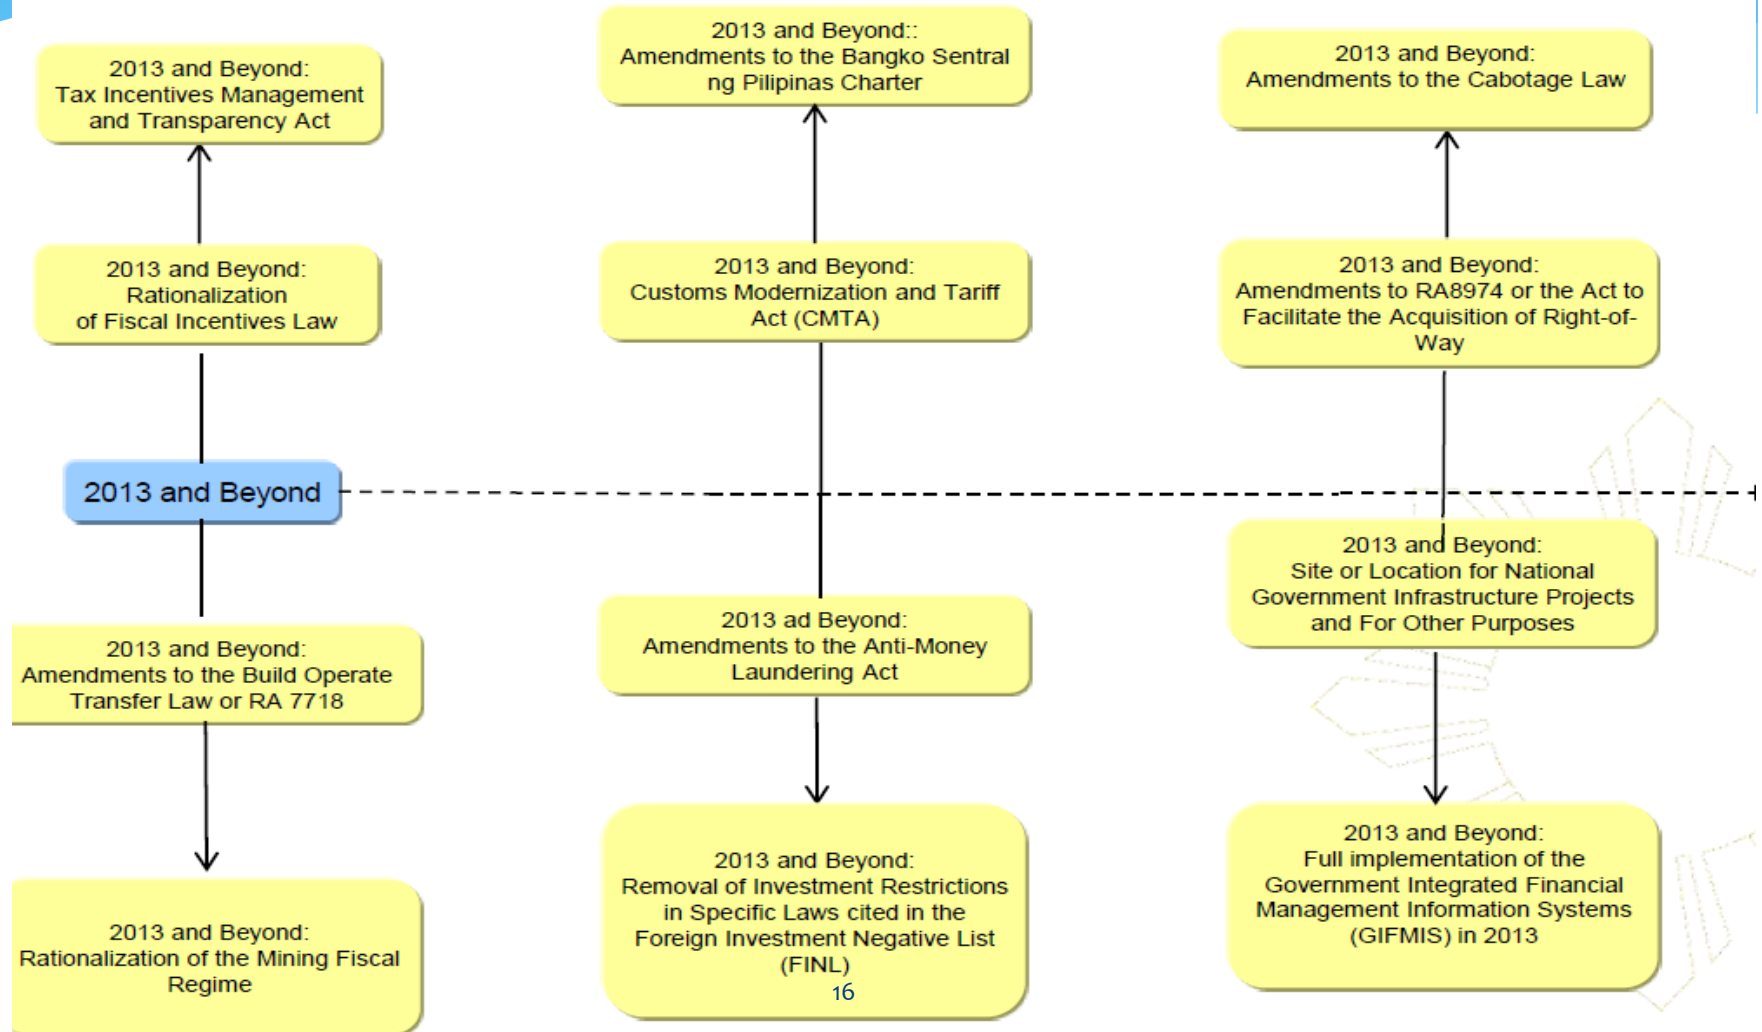 2013 and Beyond:
Tax Incentives Management
and Transparency Act
2013 and Beyond::
Amendments to the Bangko Sentral
ng Pilipinas Charter
2013 and Beyond:
Amendments to the Cabotage Law
2013 and Beyond:
Rationalization
of Fiscal Incentives Law
2013 and Beyond:
Customs Modernization and Tariff
Act (CMTA)
2013 and Beyond:
Amendments to RA8974 or the Act to
Facilitate the Acquisition of Right-of-
Way
2013 and Beyond
2013 and Beyond:
Amendments to the Build Operate
Transfer Law or RA 7718
2013 ad Beyond:
Amendments to the Anti-Money
Laundering Act
2013 and Beyond:
Site or Location for National
Government Infrastructure Projects
and For Other Purposes
2013 and Beyond:
Rationalization of the Mining Fiscal
Regime
2013 and Beyond:
Removal of Investment Restrictions
in Specific Laws cited in the
Foreign Investment Negative List
(FINL)
2013 and Beyond:
Full implementation of the
Government Integrated Financial
Management Information Systems
(GIFMIS) in 2013
16